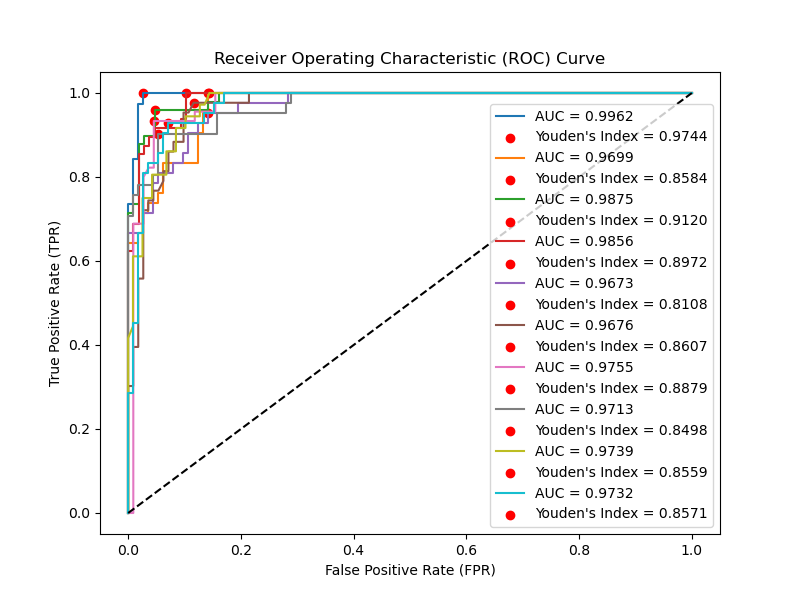 Receiver Operating Characteristic (ROC) Curve
True Positive Rate (TPR)
1.0
0.8
0.6
0.4
0.2
0.0
AUC = 0.9962
Youden's Index = 0.9744
AUC = 0.9699
Youden's Index = 0.8584
AUC = 0.9875
Youden's Index = 0.9120
AUC = 0.9856
Youden's Index = 0.8972
AUC = 0.9673
Youden's Index = 0.8108
AUC = 0.9676
Youden's Index = 0.8607
AUC = 0.9755
Youden's Index = 0.8879
AUC = 0.9713
Youden's Index = 0.8498
AUC = 0.9739
Youden's Index = 0.8559
AUC = 0.9732
Youden's Index = 0.8571
0.0 0.2 0.4 0.6 0.8 1.0
False Positive Rate (FPR)